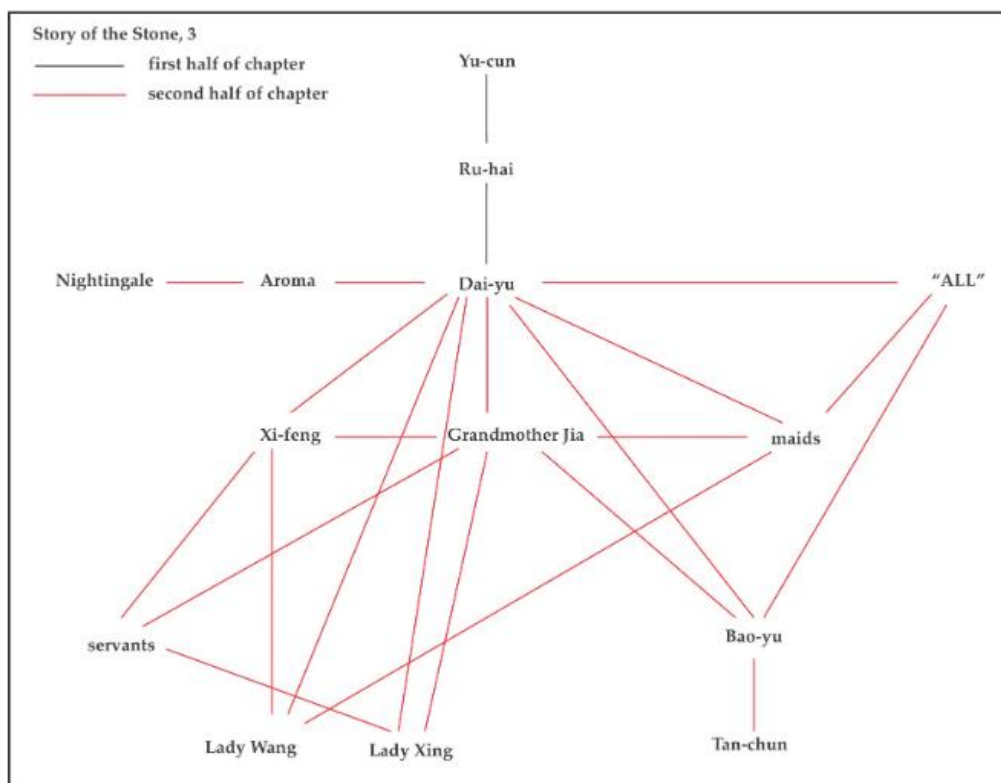 Story of the Stone, 3
first half of chapter
second half of chapter
Yu-cun
Ru-hai
Nightingale
Aroma
Dai-yu
“ALL”
Xi-feng
Grandmother Jia
maids
servants
Bao-yu
Lady Wang
Lady Xing
Tan-chun